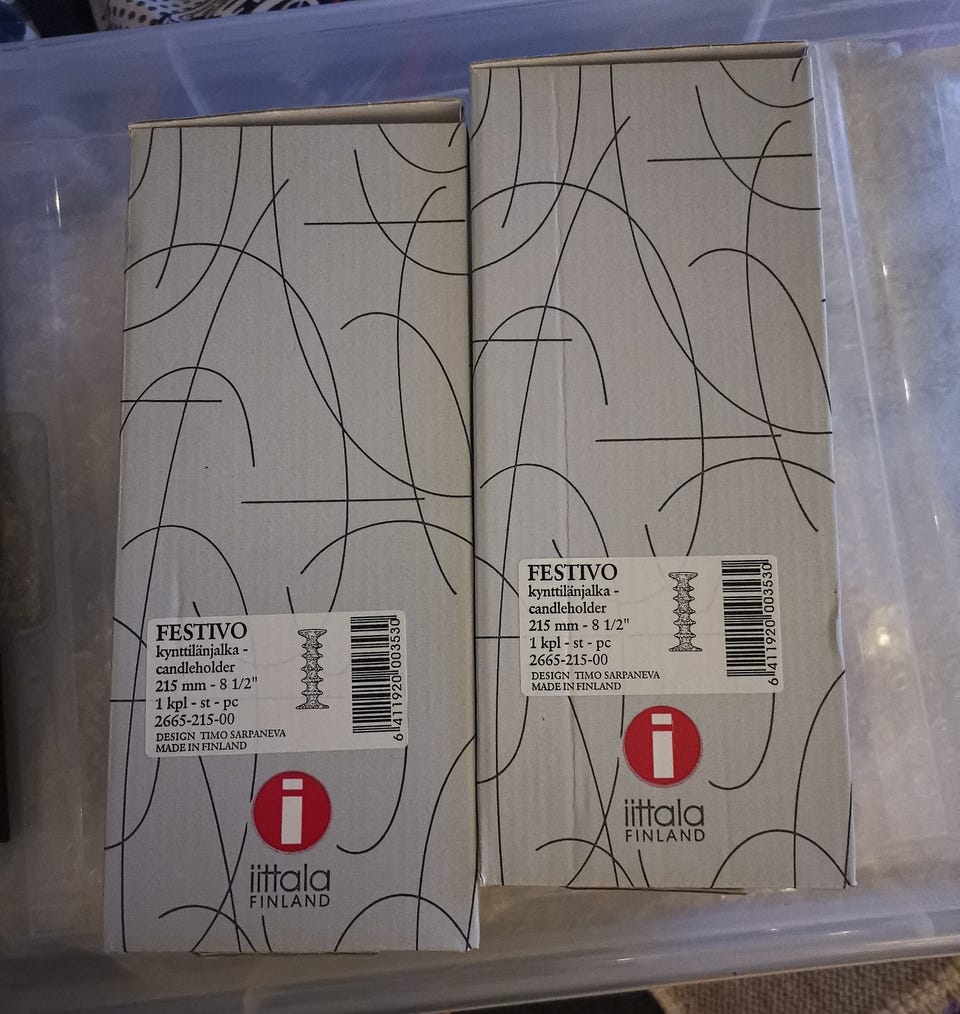 FESTIVO
kynttilänjalka -
candleholder
215 mm - 8 1/2"
1 kpl - st - pc
2665-215-00
DESIGN TIMO SARPANEVA
MADE IN FINLAND
6 411920 003530
i
iittala
FINLAND
FESTIVO
kynttilänjalka -
candleholder
215 mm - 8 1/2"
1 kpl - st - pc
2665-215-00
DESIGN TIMO SARPANEVA
MADE IN FINLAND
6 411920 003530
i
iittala
FINLAND